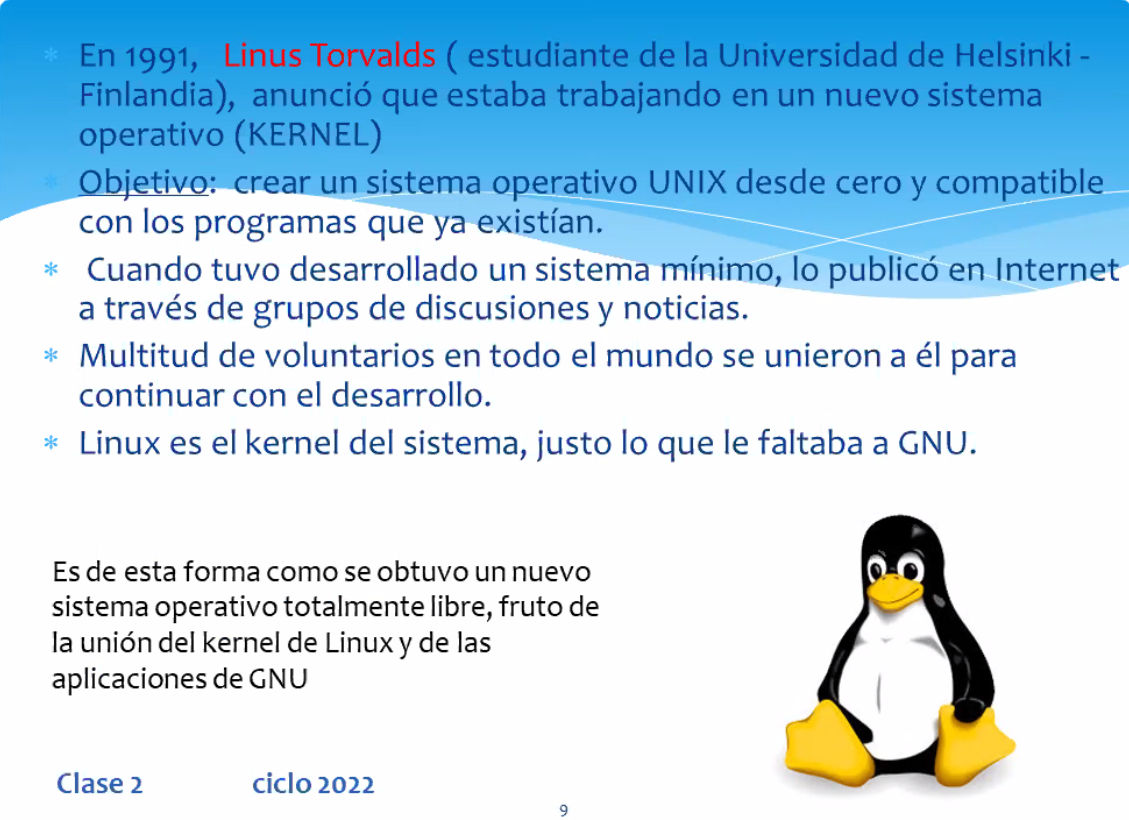 * En 1991, Linus Torvalds ( estudiante de la Universidad de Helsinki -
Finlandia), anunció que estaba trabajando en un nuevo sistema
operativo (KERNEL)
* Objetivo: crear un sistema operativo UNIX desde cero y compatible
con los programas que ya existían.
* Cuando tuvo desarrollado un sistema mínimo, lo publicó en Internet
a través de grupos de discusiones y noticias.
* Multitud de voluntarios en todo el mundo se unieron a él para
continuar con el desarrollo.
* Linux es el kernel del sistema, justo lo que le faltaba a GNU.
Es de esta forma como se obtuvo un nuevo
sistema operativo totalmente libre, fruto de
la unión del kernel de Linux y de las
aplicaciones de GNU
Clase 2 ciclo 2022
9